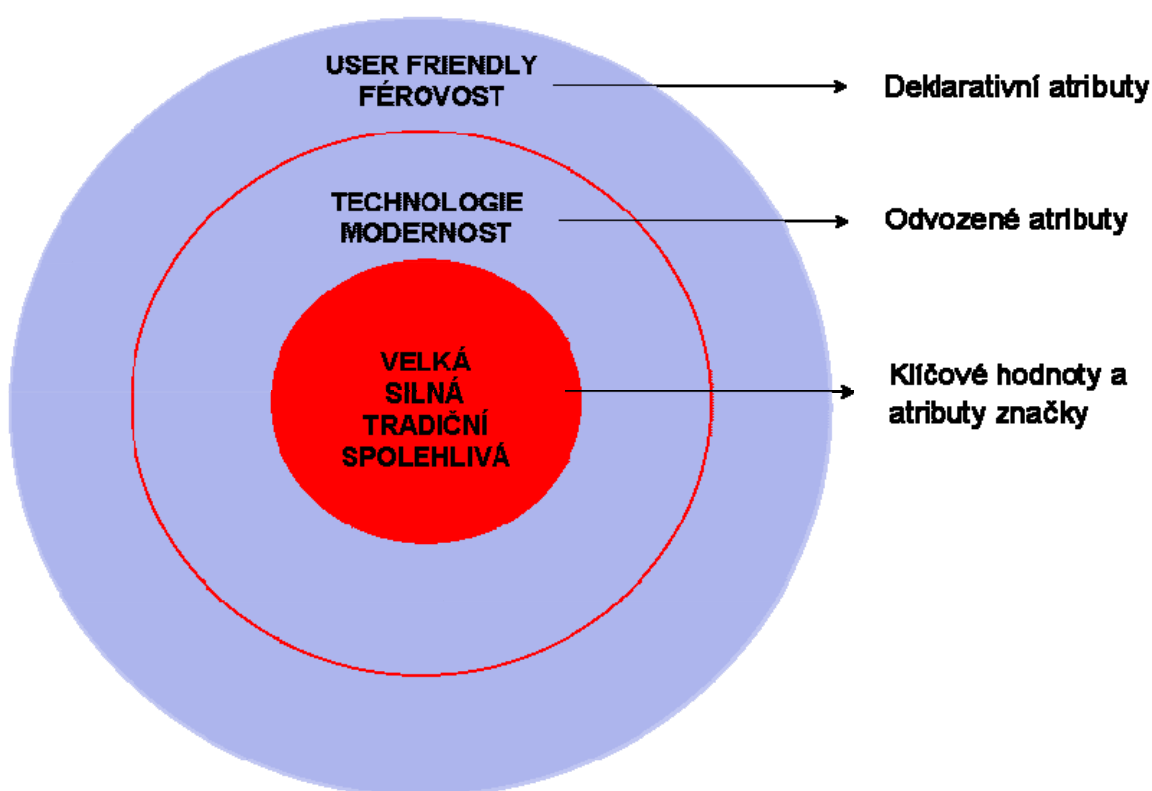 USER FRIENDLY
FÉROVOST
Deklarativní atributy
TECHNOLOGIE
MODERNOST
Odvozené atributy
VELKÁ
SILNÁ
TRADIČNÍ
SPOLEHLIVÁ
Klíčové hodnoty a
atributy značky